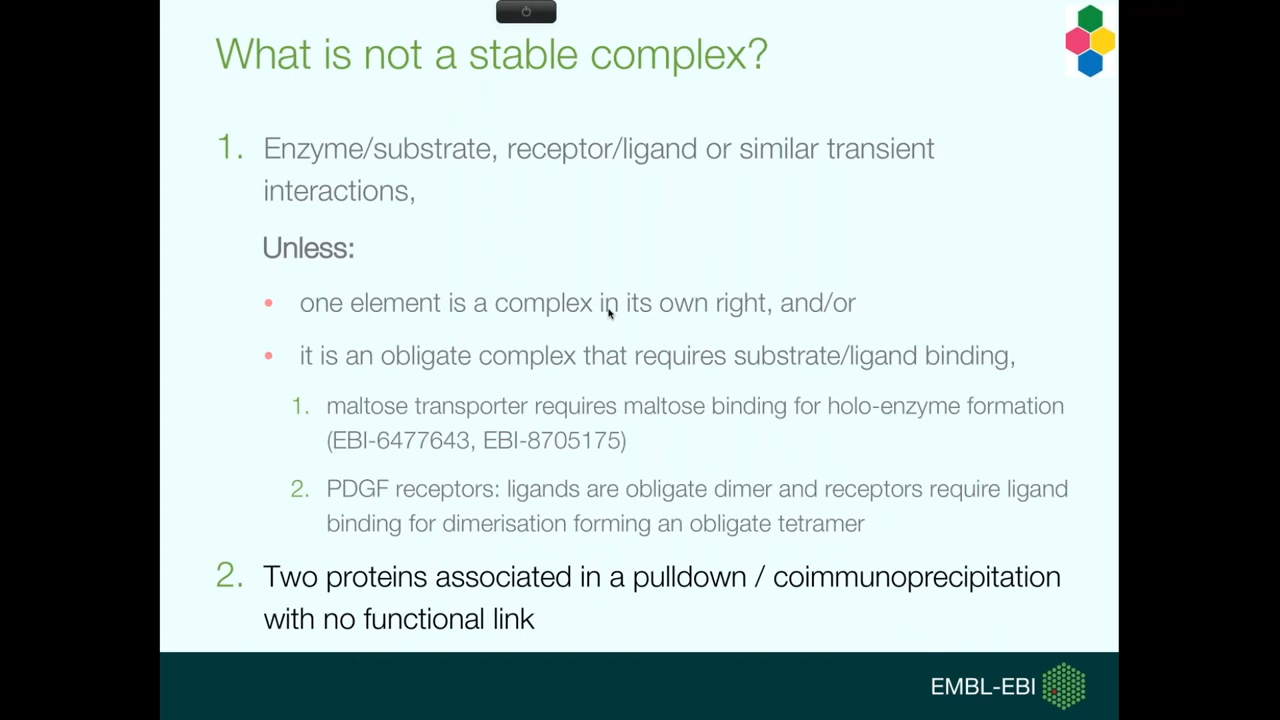 What is not a stable complex?
1. Enzyme/substrate, receptor/ligand or similar transient
interactions,
Unless:
• one element is a complex in its own right, and/or
• it is an obligate complex that requires substrate/ligand binding,
1. maltose transporter requires maltose binding for holo-enzyme formation
(EBI-6477643, EBI-8705175)
2. PDGF receptors: ligands are obligate dimer and receptors require ligand
binding for dimerisation forming an obligate tetramer
2. Two proteins associated in a pulldown / coimmunoprecipitation
with no functional link
EMBL-EBI